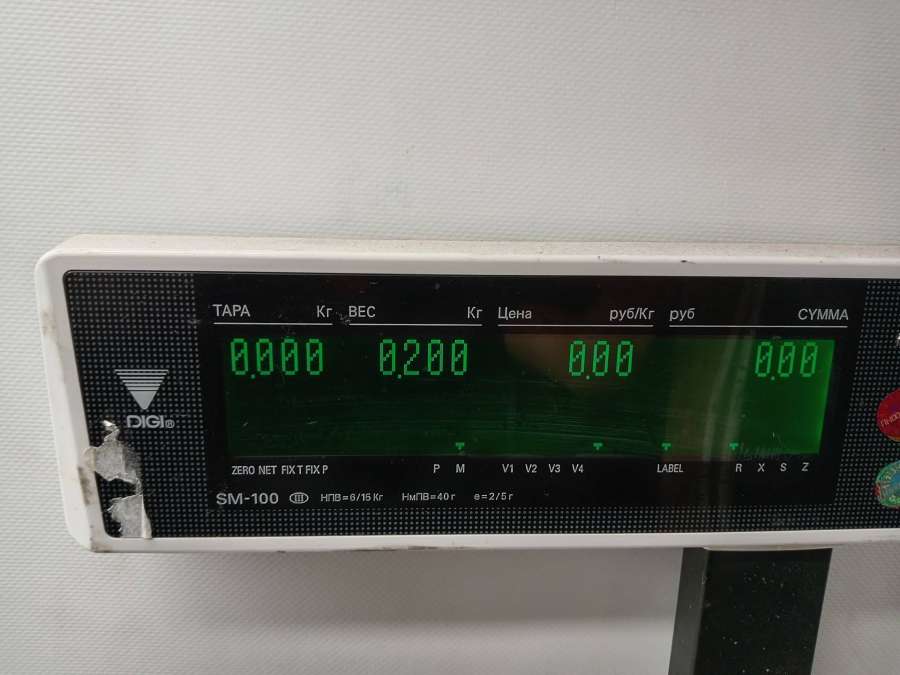 ТАРА Кг ВЕС Кг Цена руб/Кг руб СУММА
0.000 0.200 0.00 0.00
DIGI®
ZERO NET FIX T FIX P P M V1 V2 V3 V4 LABEL R X S Z
SM-100 III НПВ=6/15 Кг НмПВ=40 г e=2/5 г